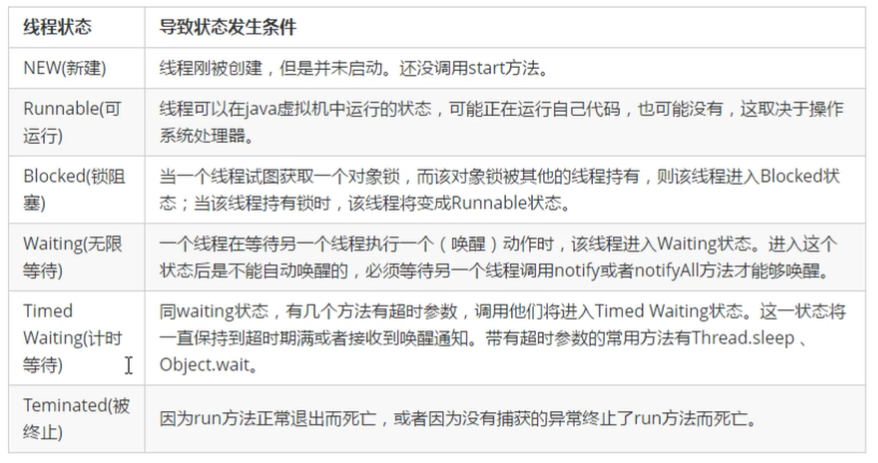 线程状态
导致状态发生条件
NEW(新建)
线程刚被创建，但是并未启动。还没调用start方法。
Runnable(可
运行)
线程可以在java虚拟机中运行的状态，可能正在运行自己代码，也可能没有，这取决于操作
系统处理器。
Blocked(锁阻
塞)
当一个线程试图获取一个对象锁，而该对象锁被其他的线程持有，则该线程进入Blocked状
态；当该线程持有锁时，该线程将变成Runnable状态。
Waiting(无限
等待)
一个线程在等待另一个线程执行一个（唤醒）动作时，该线程进入Waiting状态。进入这个
状态后是不能自动唤醒的，必须等待另一个线程调用notify或者notifyAll方法才能够唤醒。
Timed
Waiting(计时
等待)
同waiting状态，有几个方法有超时参数，调用他们将进入Timed Waiting状态。这一状态将
一直保持到超时期满或者接收到唤醒通知。带有超时参数的常用方法有Thread.sleep 、
Object.wait。
Teminated(被
终止)
因为run方法正常退出而死亡，或者因为没有捕获的异常终止了run方法而死亡。